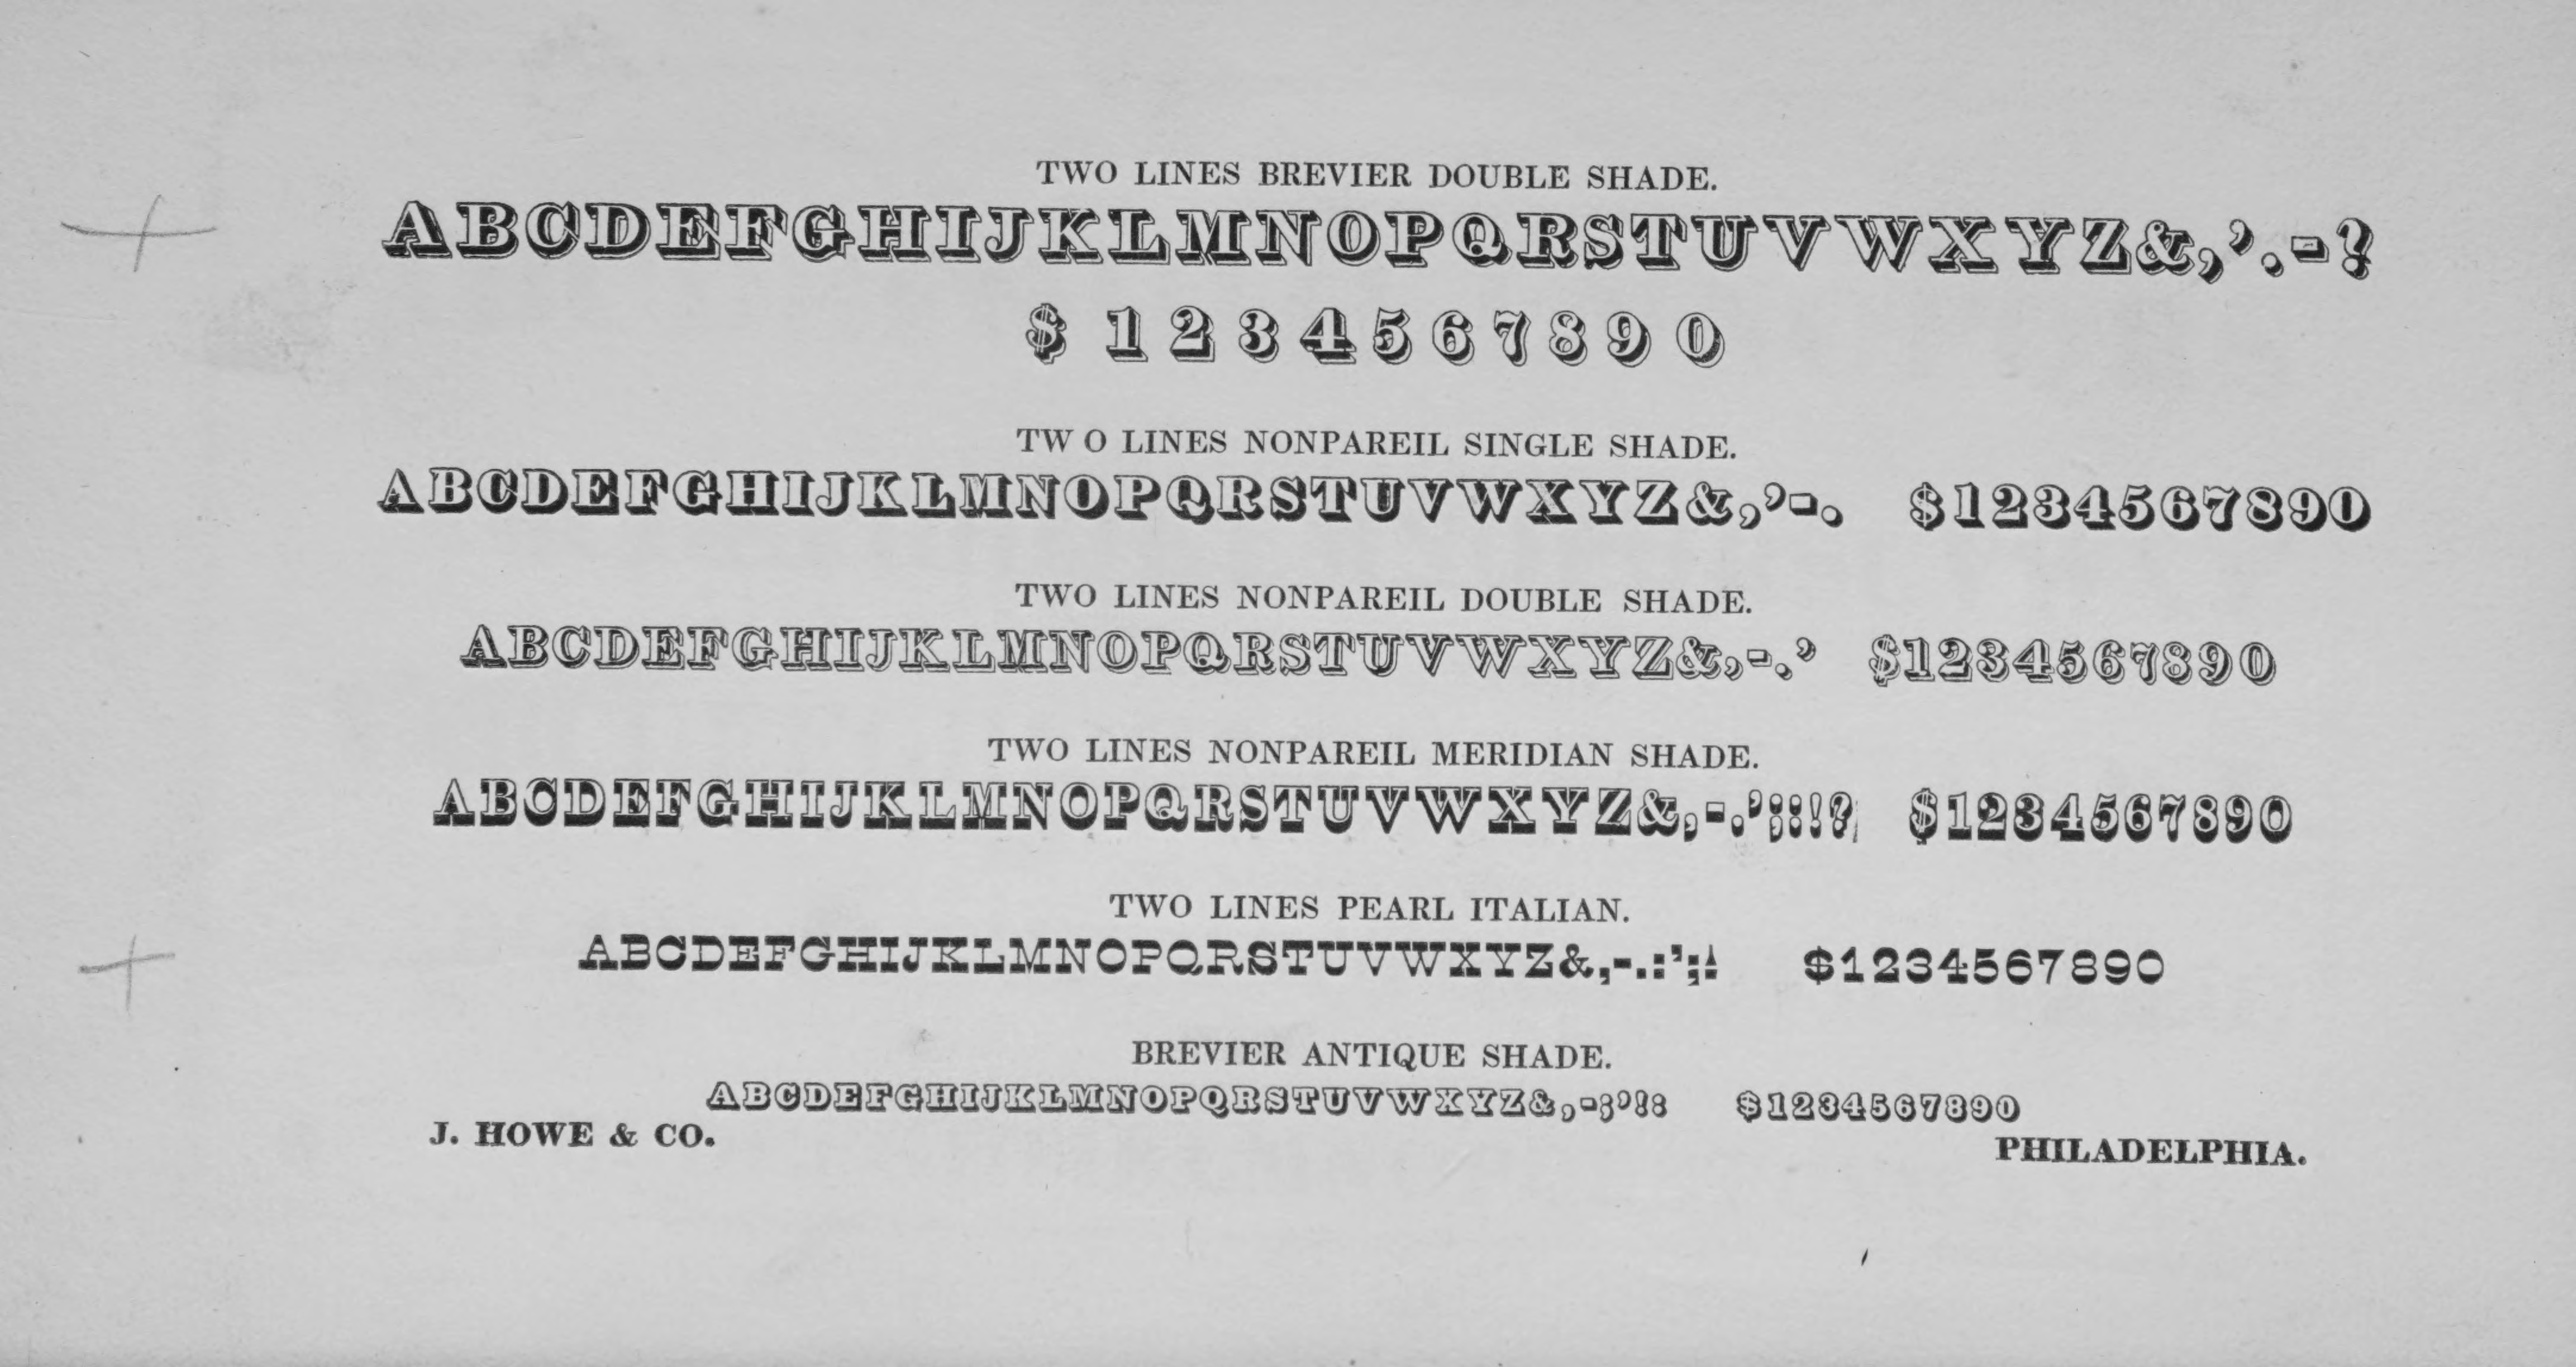 TWO LINES BREVIER DOUBLE SHADE.
ABCDEFGHIJKLMNOPQRSTUVWXYZ&,’.-?
$ 1 2 3 4 5 6 7 8 9 0
TW O LINES NONPAREIL SINGLE SHADE.
ABCDEFGHIJKLMNOPQRSTUVWXYZ&,’-. $1234567890
TWO LINES NONPAREIL DOUBLE SHADE.
ABCDEFGHIJKLMNOPQRSTUVWXYZ&,-.’ $1234567890
TWO LINES NONPAREIL MERIDIAN SHADE.
ABCDEFGHIJKLMNOPQRSTUVWXYZ&,-.’;:!? $1234567890
TWO LINES PEARL ITALIAN.
ABCDEFGHIJKLMNOPQRSTUVWXYZ&,-.:’;! $1234567890
BREVIER ANTIQUE SHADE.
ABCDEFGHIJKLMNOPQRSTUVWXYZ&,-;’!: $1234567890
J. HOWE & CO.
PHILADELPHIA.